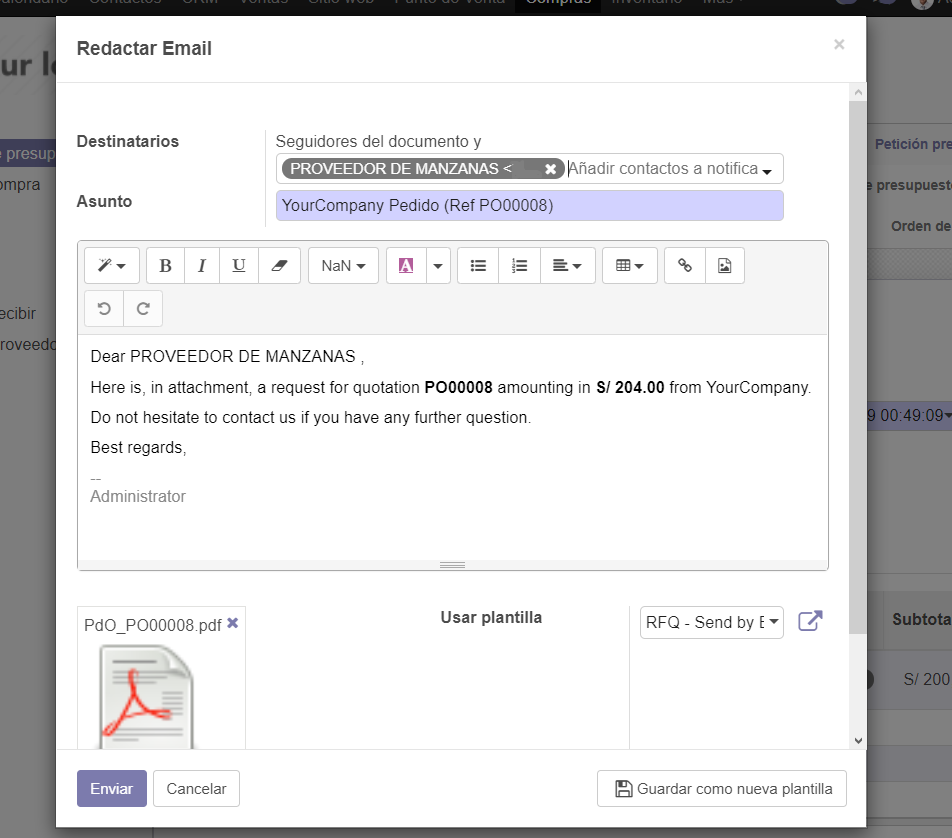 Calendario Contactos CRM Ventas Sitio web Punto de Venta Compras Inventario Más
Redactar Email ×
ur lo
Destinatarios
Seguidores del documento y
PROVEEDOR DE MANZANAS < Añadir contactos a notifica
Asunto
YourCompany Pedido (Ref PO00008)
e presup
ompra
ecibir
roveedo
Petición pre
e presupuest
Orden de
B I U NaN A
Dear PROVEEDOR DE MANZANAS ,
Here is, in attachment, a request for quotation PO00008 amounting in S/ 204.00 from YourCompany.
Do not hesitate to contact us if you have any further question.
Best regards,
--
Administrator
9 00:49:09
PdO_PO00008.pdf
Usar plantilla
RFQ - Send by E
Subtota
S/ 200
Enviar Cancelar Guardar como nueva plantilla